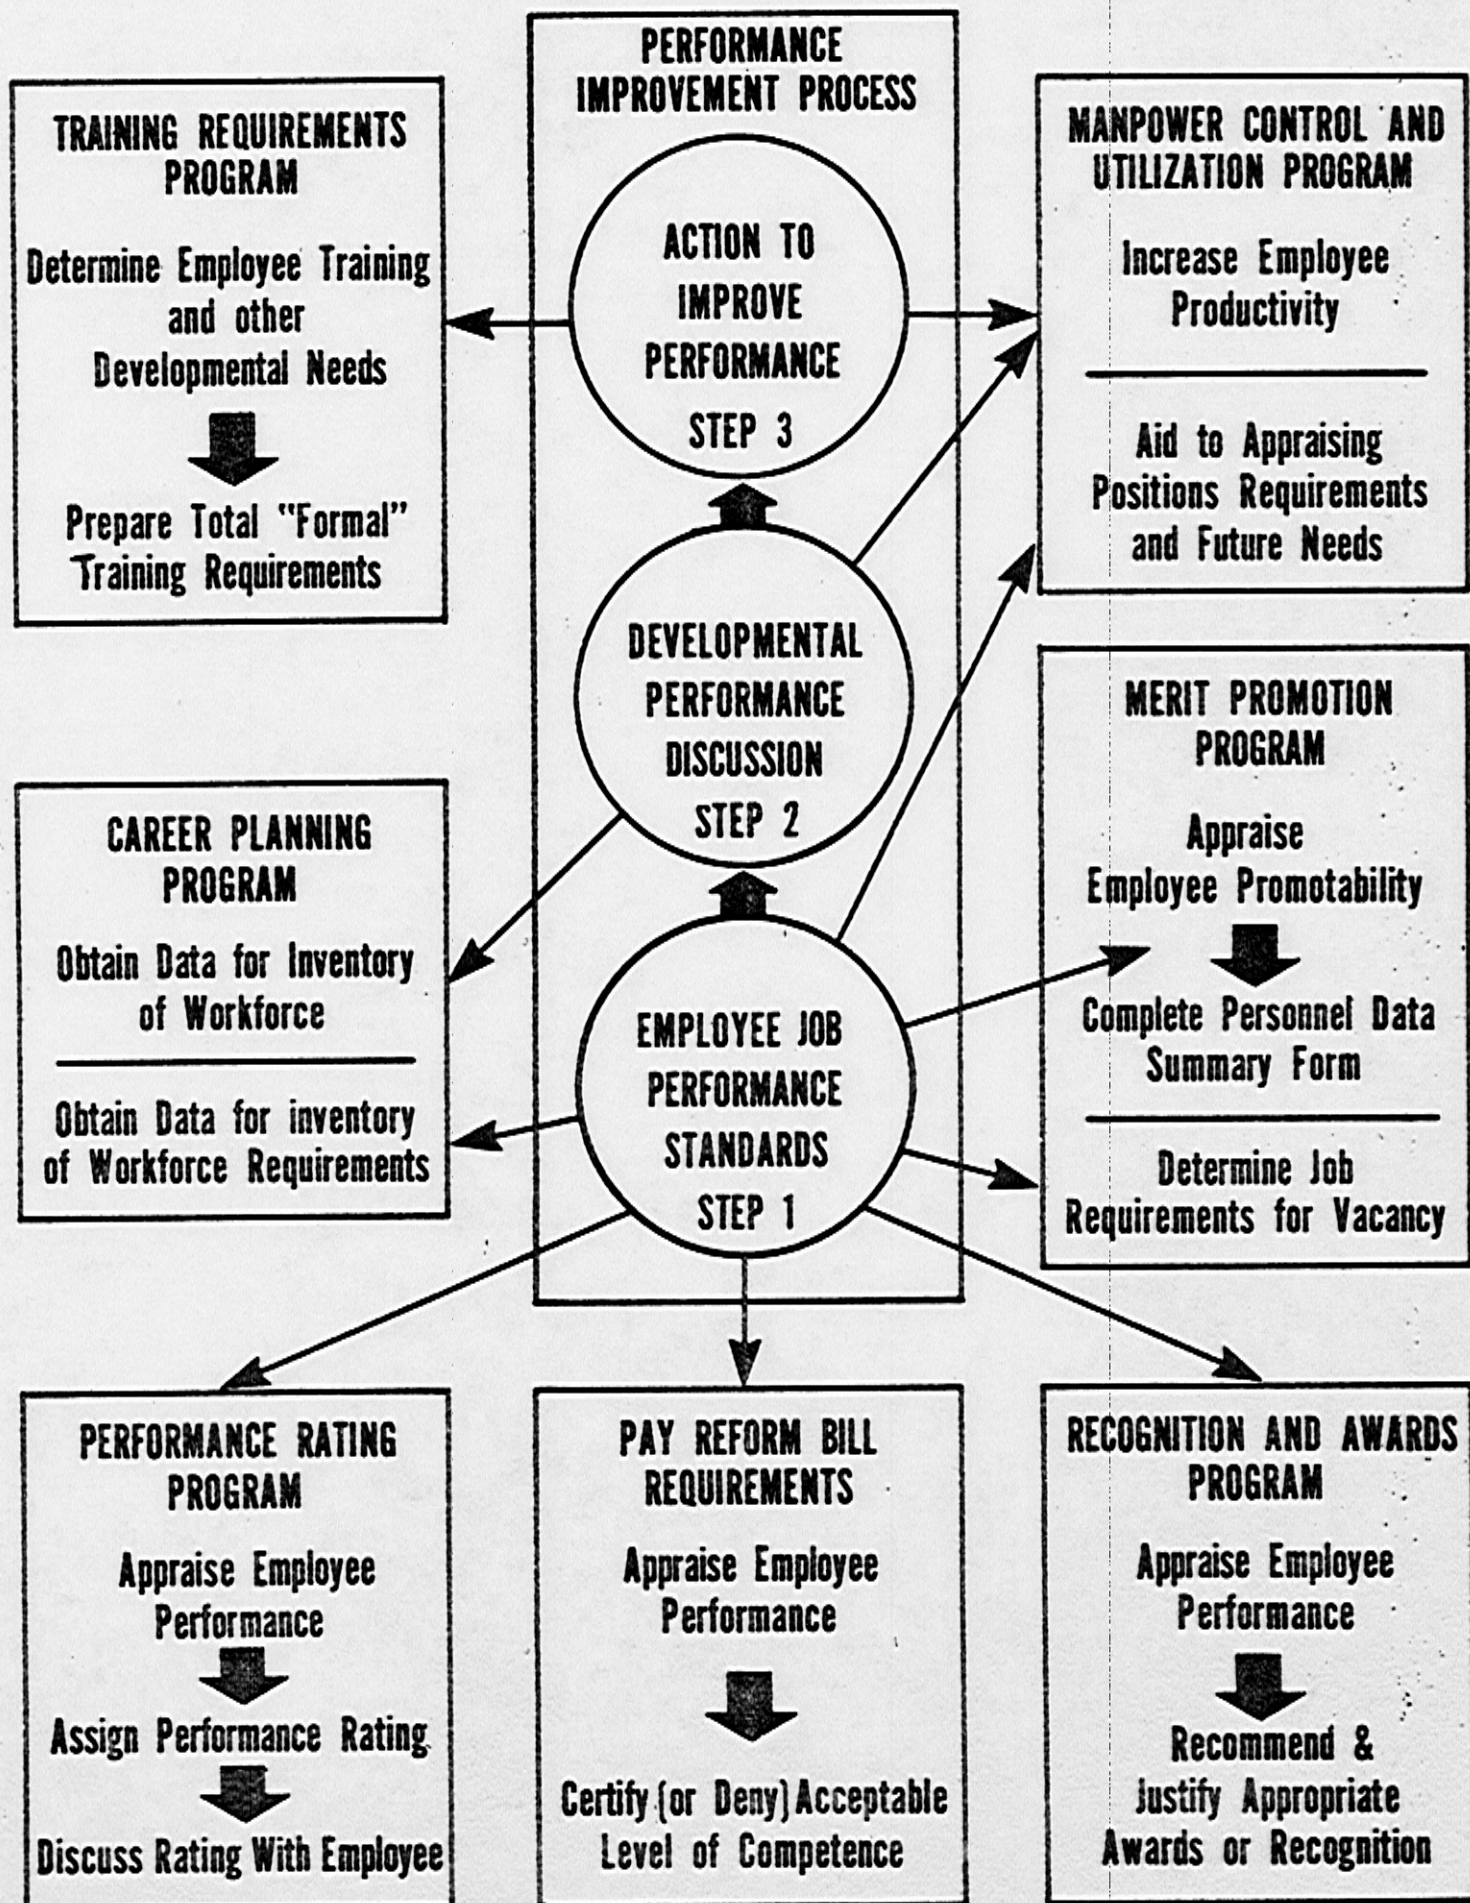 PERFORMANCE
IMPROVEMENT PROCESS
ACTION TO
IMPROVE
PERFORMANCE
STEP 3
DEVELOPMENTAL
PERFORMANCE
DISCUSSION
STEP 2
EMPLOYEE JOB
PERFORMANCE
STANDARDS
STEP 1
TRAINING REQUIREMENTS
PROGRAM
Determine Employee Training
and other
Developmental Needs
Prepare Total "Formal"
Training Requirements
MANPOWER CONTROL AND
UTILIZATION PROGRAM
Increase Employee
Productivity
Aid to Appraising
Positions Requirements
and Future Needs
CAREER PLANNING
PROGRAM
Obtain Data for Inventory
of Workforce
Obtain Data for inventory
of Workforce Requirements
MERIT PROMOTION
PROGRAM
Appraise
Employee Promotability
Complete Personnel Data
Summary Form
Determine Job
Requirements for Vacancy
PERFORMANCE RATING
PROGRAM
Appraise Employee
Performance
Assign Performance Rating
Discuss Rating With Employee
PAY REFORM BILL
REQUIREMENTS
Appraise Employee
Performance
Certify (or Deny) Acceptable
Level of Competence
RECOGNITION AND AWARDS
PROGRAM
Appraise Employee
Performance
Recommend &
Justify Appropriate
Awards or Recognition